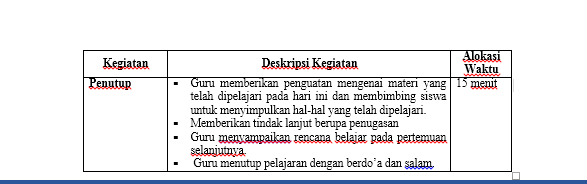 Kegiatan Deskripsi Kegiatan Alokasi Waktu
Penutup ▪ Guru memberikan penguatan mengenai materi yang 15 menit
telah dipelajari pada hari ini dan membimbing siswa
untuk menyimpulkan hal-hal yang telah dipelajari.
▪ Memberikan tindak lanjut berupa penugasan
▪ Guru menyampaikan rencana belajar pada pertemuan
selanjutnya.
▪ Guru menutup pelajaran dengan berdo’a dan salam.